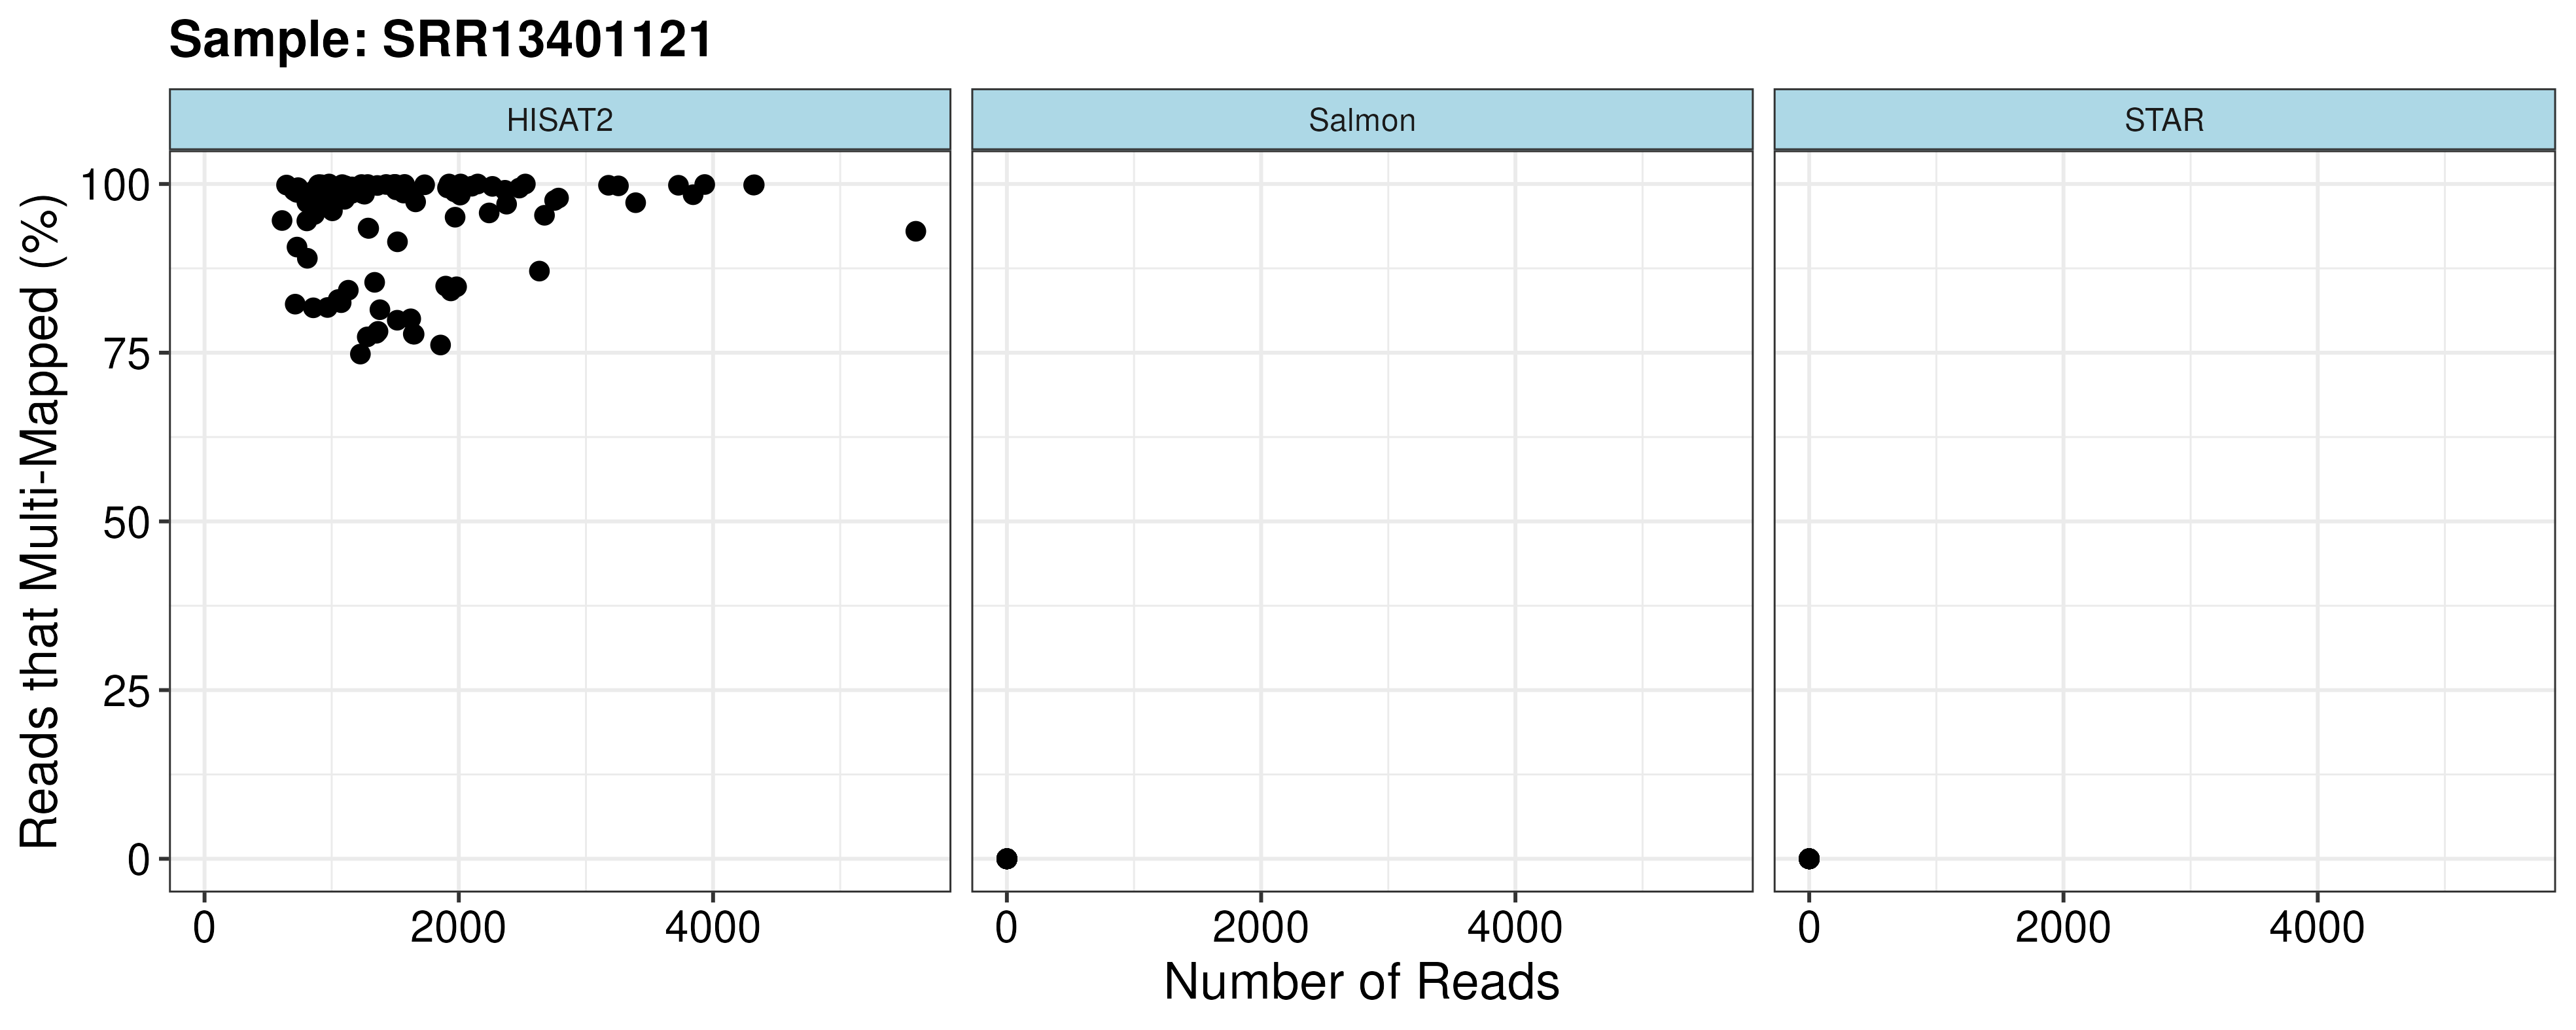 Sample: SRR13401121
HISAT2 Salmon STAR
Reads that Multi-Mapped (%)
100
75
50
25
0
0 2000 4000 0 2000 4000 0 2000 4000
Number of Reads